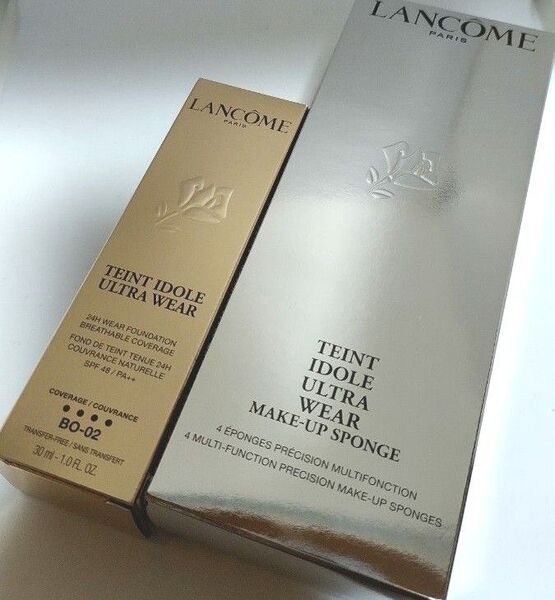 LANCÔME
PARIS
TEINT IDOLE
ULTRA WEAR
24H WEAR FOUNDATION
BREATHABLE COVERAGE
FOND DE TEINT TENUE 24H
COUVRANCE NATURELLE
SPF 48 / PA++
COVERAGE / COUVRANCE
BO-02
TRANSFER-FREE / SANS TRANSFERT
30 ml - 1.0 FL. OZ.
LANCÔME
PARIS
TEINT
IDOLE
ULTRA
WEAR
MAKE-UP SPONGE
4 ÉPONGES PRÉCISION MULTIFONCTION
4 MULTI-FUNCTION PRECISION MAKE-UP SPONGES